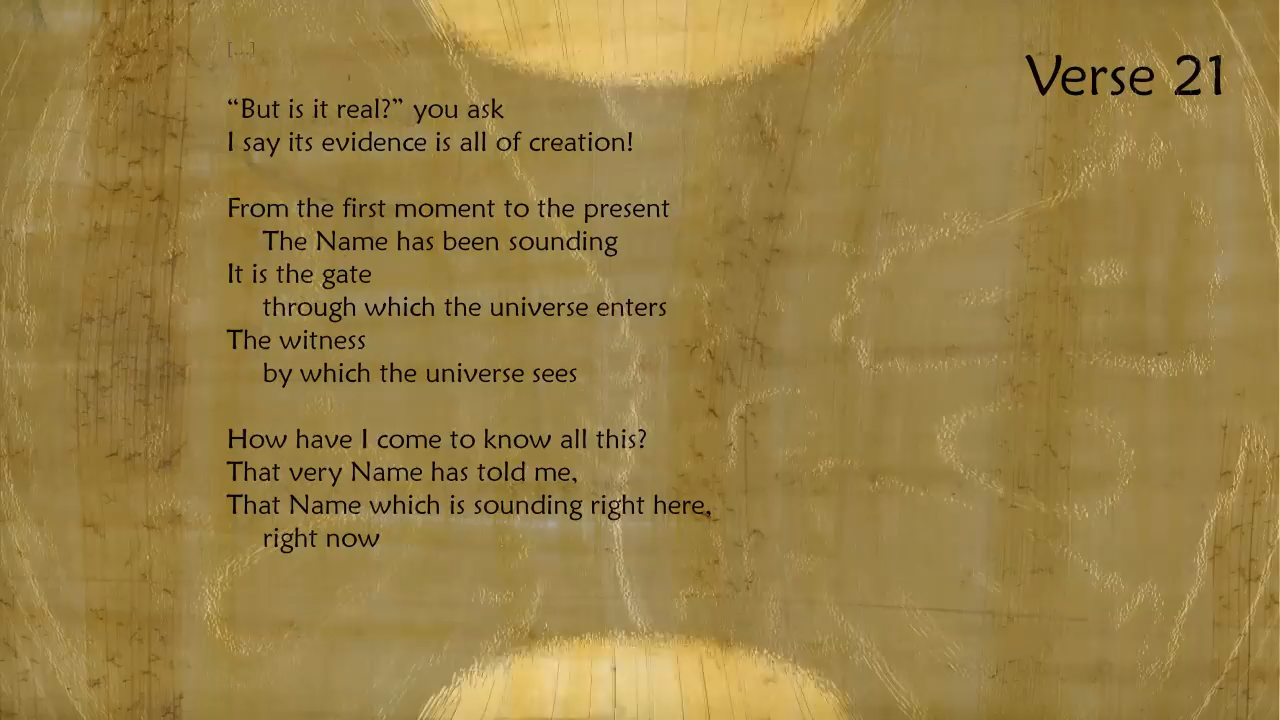 [...]
Verse 21
“But is it real?” you ask
I say its evidence is all of creation!
From the first moment to the present
The Name has been sounding
It is the gate
through which the universe enters
The witness
by which the universe sees
How have I come to know all this?
That very Name has told me,
That Name which is sounding right here,
right now